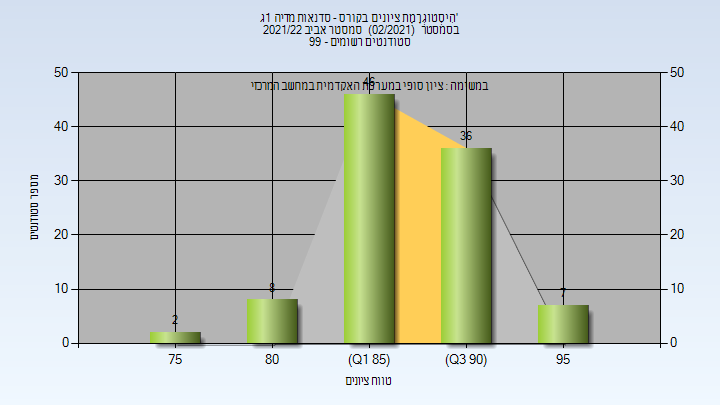 היסטוגרמת ציונים בקורס - סדנאות מדיה 1ג'
בסמסטר (02/2021) סמסטר אביב 2021/22
סטודנטים רשומים - 99
במשימה : ציון סופי במערכת האקדמית במחשב המרכזי
50 50
40 40
30 30
20 20
10 10
0 0
2 8 46 36 7
75 80 (Q1 85) (Q3 90) 95
מספר סטודנטים
טווח ציונים